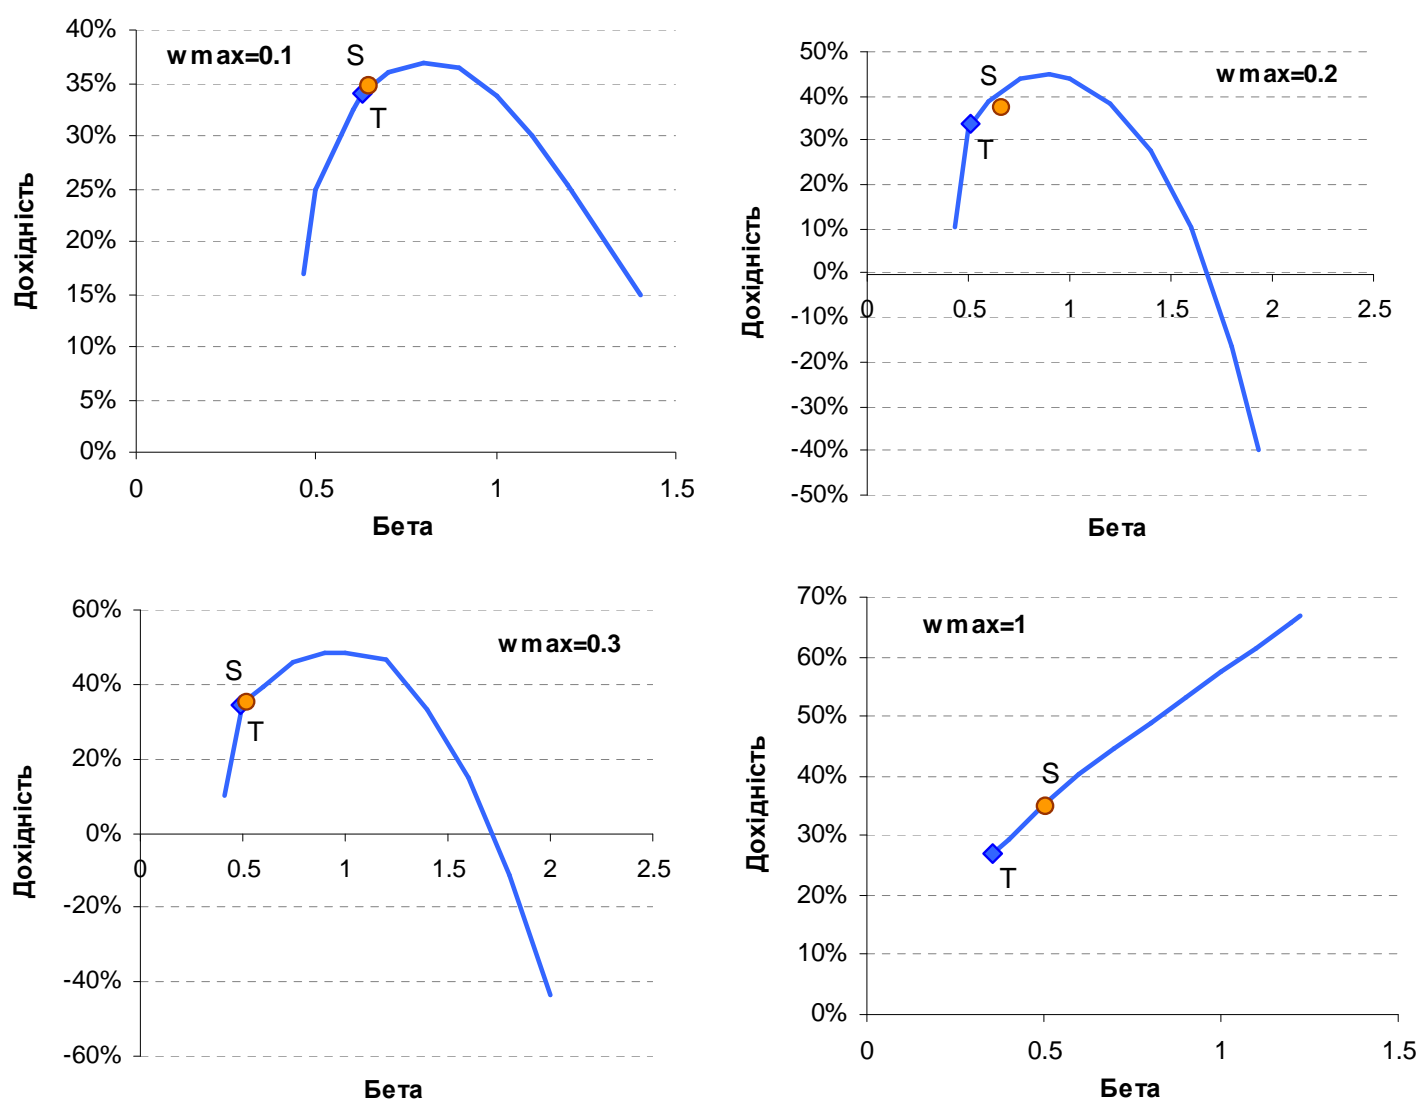 wmax=0.1
S
T
40%
35%
30%
25%
20%
15%
10%
5%
0%
0 0.5 1 1.5
Дохідність
Бета
wmax=0.2
S
T
50%
40%
30%
20%
10%
0%
0 0.5 1 1.5 2 2.5
-10%
-20%
-30%
-40%
-50%
Дохідність
Бета
wmax=0.3
S
T
60%
40%
20%
0%
0 0.5 1 1.5 2 2.5
-20%
-40%
-60%
Дохідність
Бета
wmax=1
S
T
70%
60%
50%
40%
30%
20%
10%
0%
0 0.5 1 1.5
Дохідність
Бета